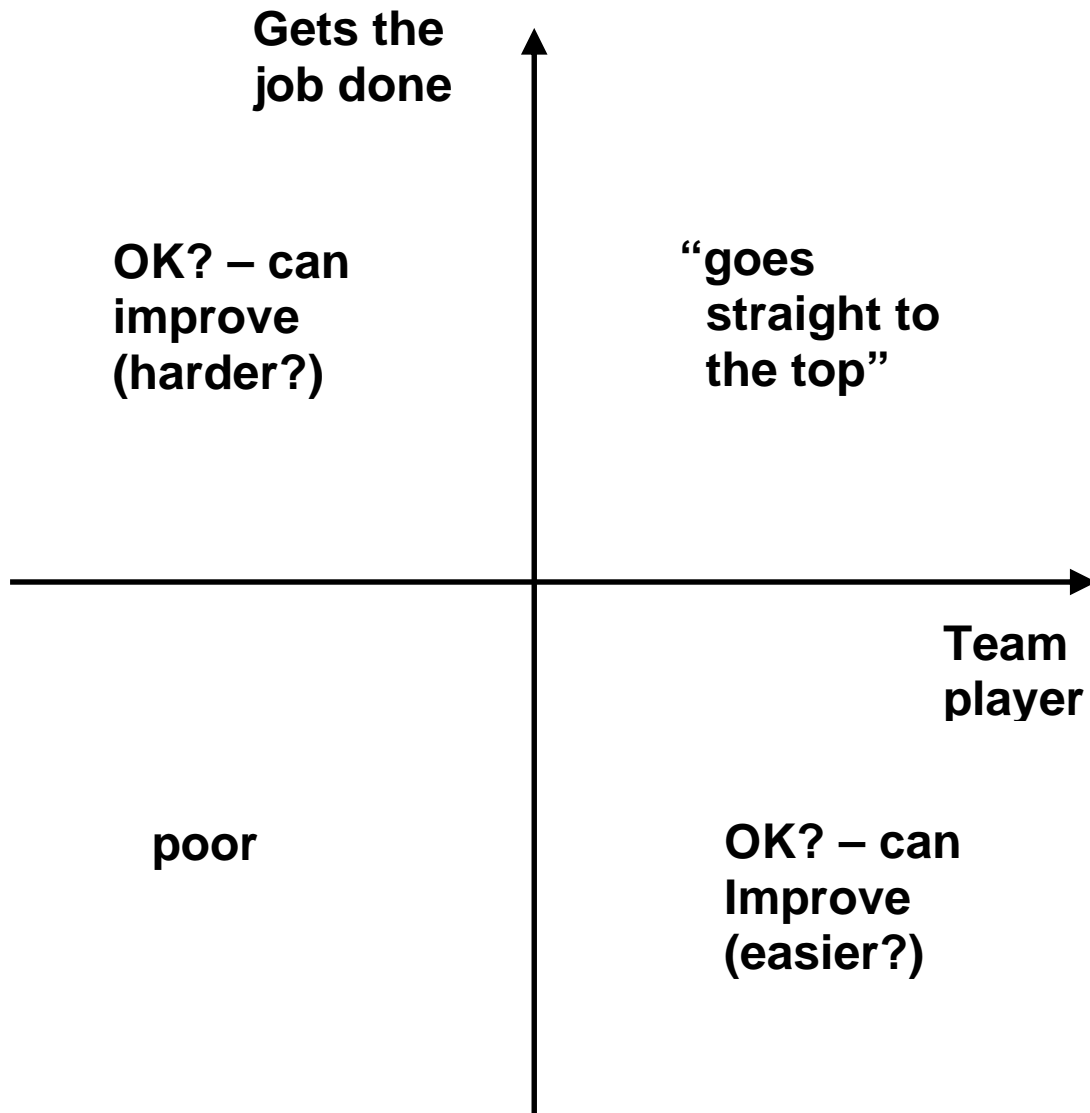 Gets the
job done
OK? – can
improve
(harder?)
“goes
straight to
the top”
Team
player
poor
OK? – can
Improve
(easier?)